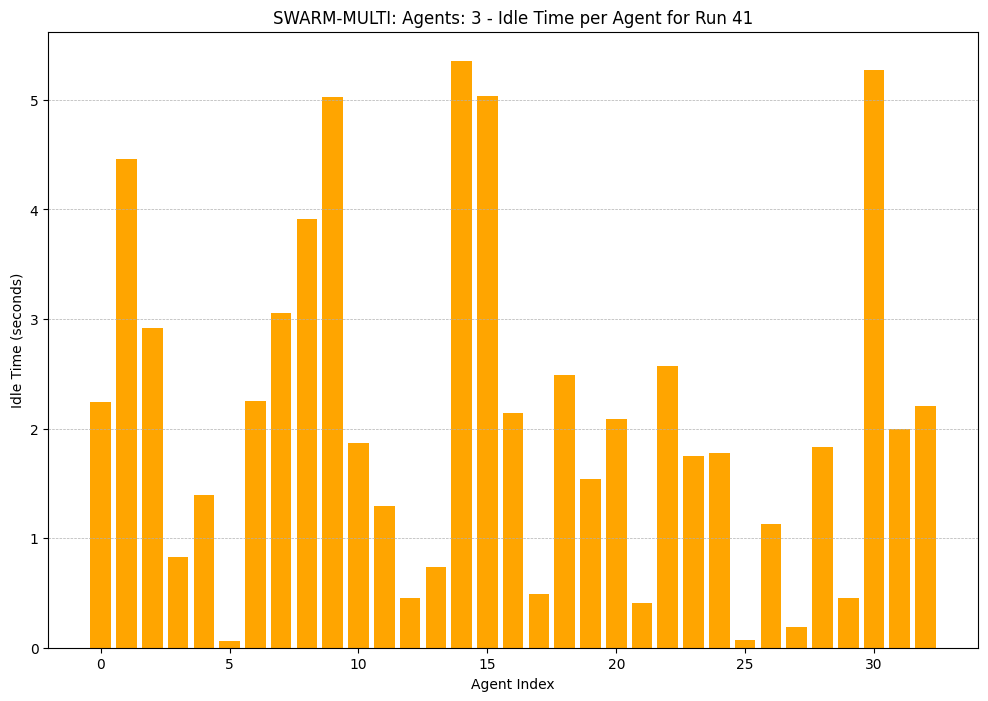 SWARM-MULTI: Agents: 3 - Idle Time per Agent for Run 41
Idle Time (seconds)
5
4
3
2
1
0
0 5 10 15 20 25 30
Agent Index